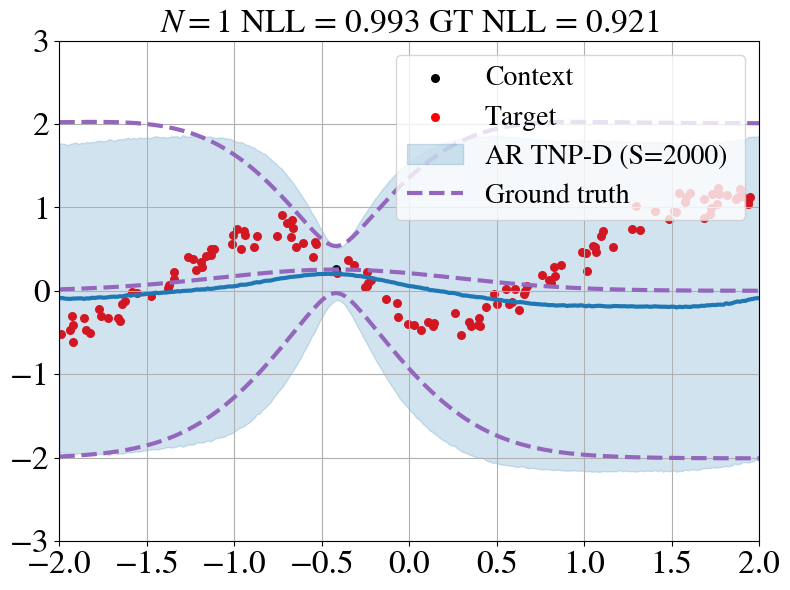 N = 1 NLL = 0.993 GT NLL = 0.921
3
2
1
0
−1
−2
−3
Context
Target
AR TNP-D (S=2000)
Ground truth
−2.0 −1.5 −1.0 −0.5 0.0 0.5 1.0 1.5 2.0